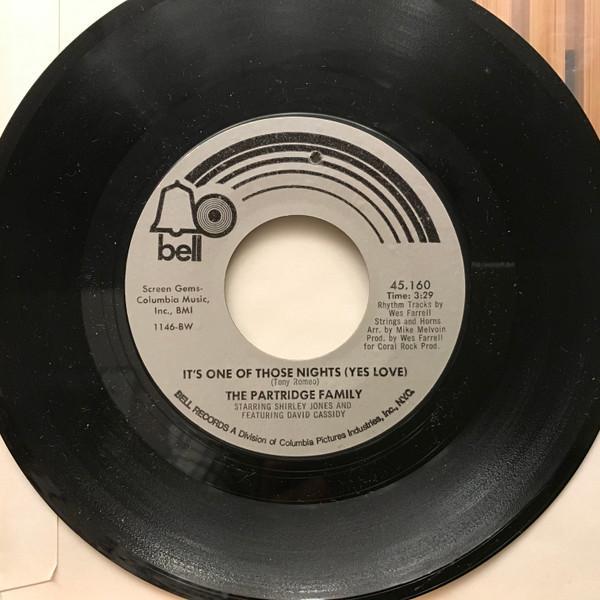 bell
Screen Gems-
Columbia Music,
Inc., BMI
1146-BW
45,160
Time: 3:29
Rhythm Tracks by
Wes Farrell
Strings and Horns
Arr. by Mike Melvoin
Prod. by Wes Farrell
for Coral Rock Prod.
IT'S ONE OF THOSE NIGHTS (YES LOVE)
(Tony Romeo)
THE PARTRIDGE FAMILY
STARRING SHIRLEY JONES AND
FEATURING DAVID CASSIDY
BELL RECORDS A Division of Columbia Pictures Industries, Inc., N.Y.C.